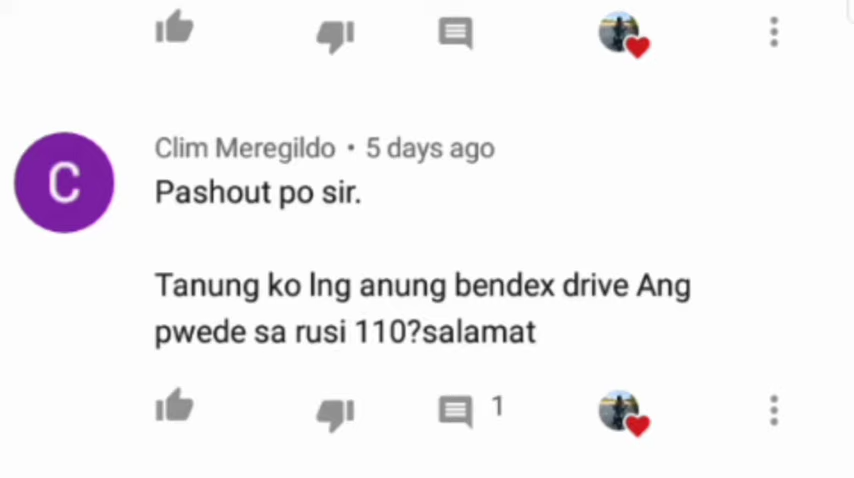 C
Clim Meregildo • 5 days ago
Pashout po sir.
Tanung ko lng anung bendex drive Ang
pwede sa rusi 110?salamat
1